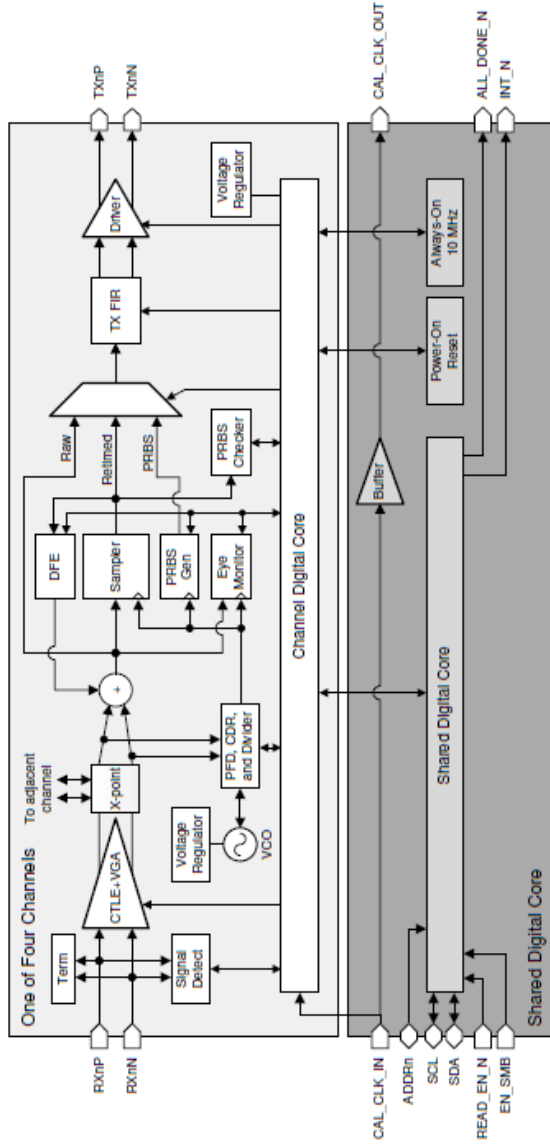 One of Four Channels
RXnP
RXnN
Term
Signal
Detect
CTLE+VGA
To adjacent
channel
X-point
Voltage
Regulator
VCO
PFD, CDR,
and Divider
+
DFE
Sampler
PRBS
Gen
Eye
Monitor
Raw
Retimed
PRBS
PRBS
Checker
TX FIR
Driver
Voltage
Regulator
TXnP
TXnN
Channel Digital Core
CAL_CLK_IN
ADDRn
SCL
SDA
READ_EN_N
EN_SMB
Shared Digital Core
Buffer
Power-On
Reset
Always-On
10 MHz
CAL_CLK_OUT
ALL_DONE_N
INT_N
Shared Digital Core